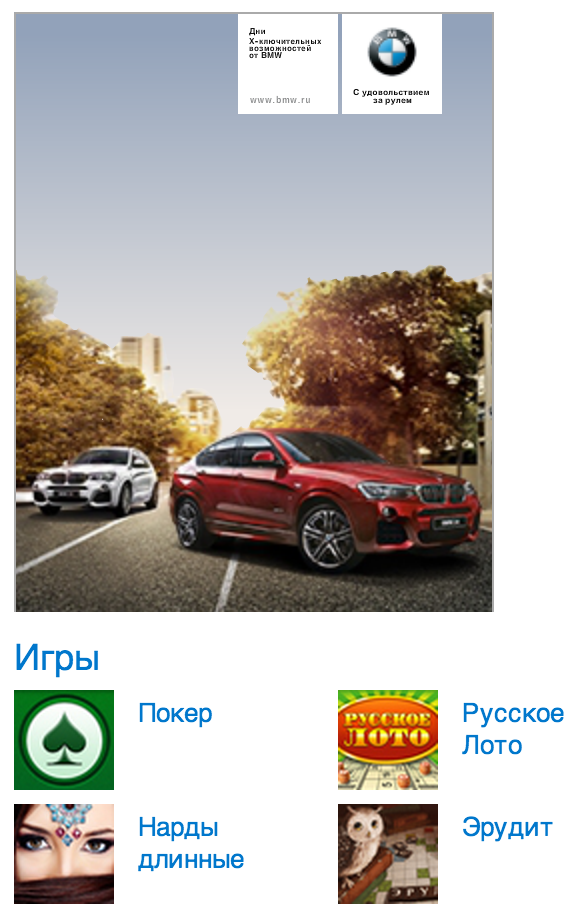 Дни
X-ключительных
возможностей
от BMW
www.bmw.ru
BMW
С удовольствием
за рулем
Игры
Покер
РУССКОЕ
ЛОТО
Русское
Лото
Нарды
длинные
ЭРУ
Эрудит